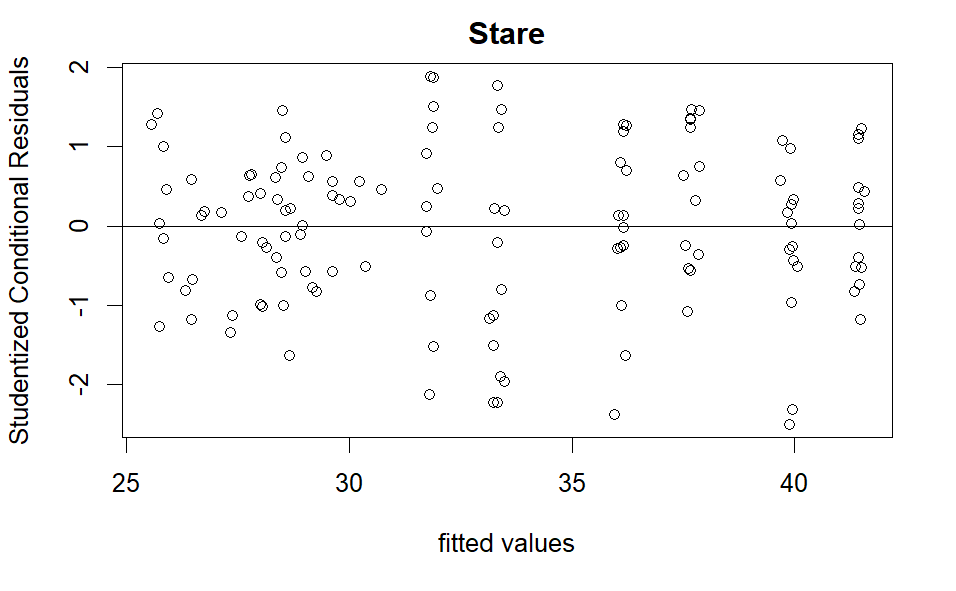 Stare
Studentized Conditional Residuals
2
1
0
-1
-2
25 30 35 40
fitted values